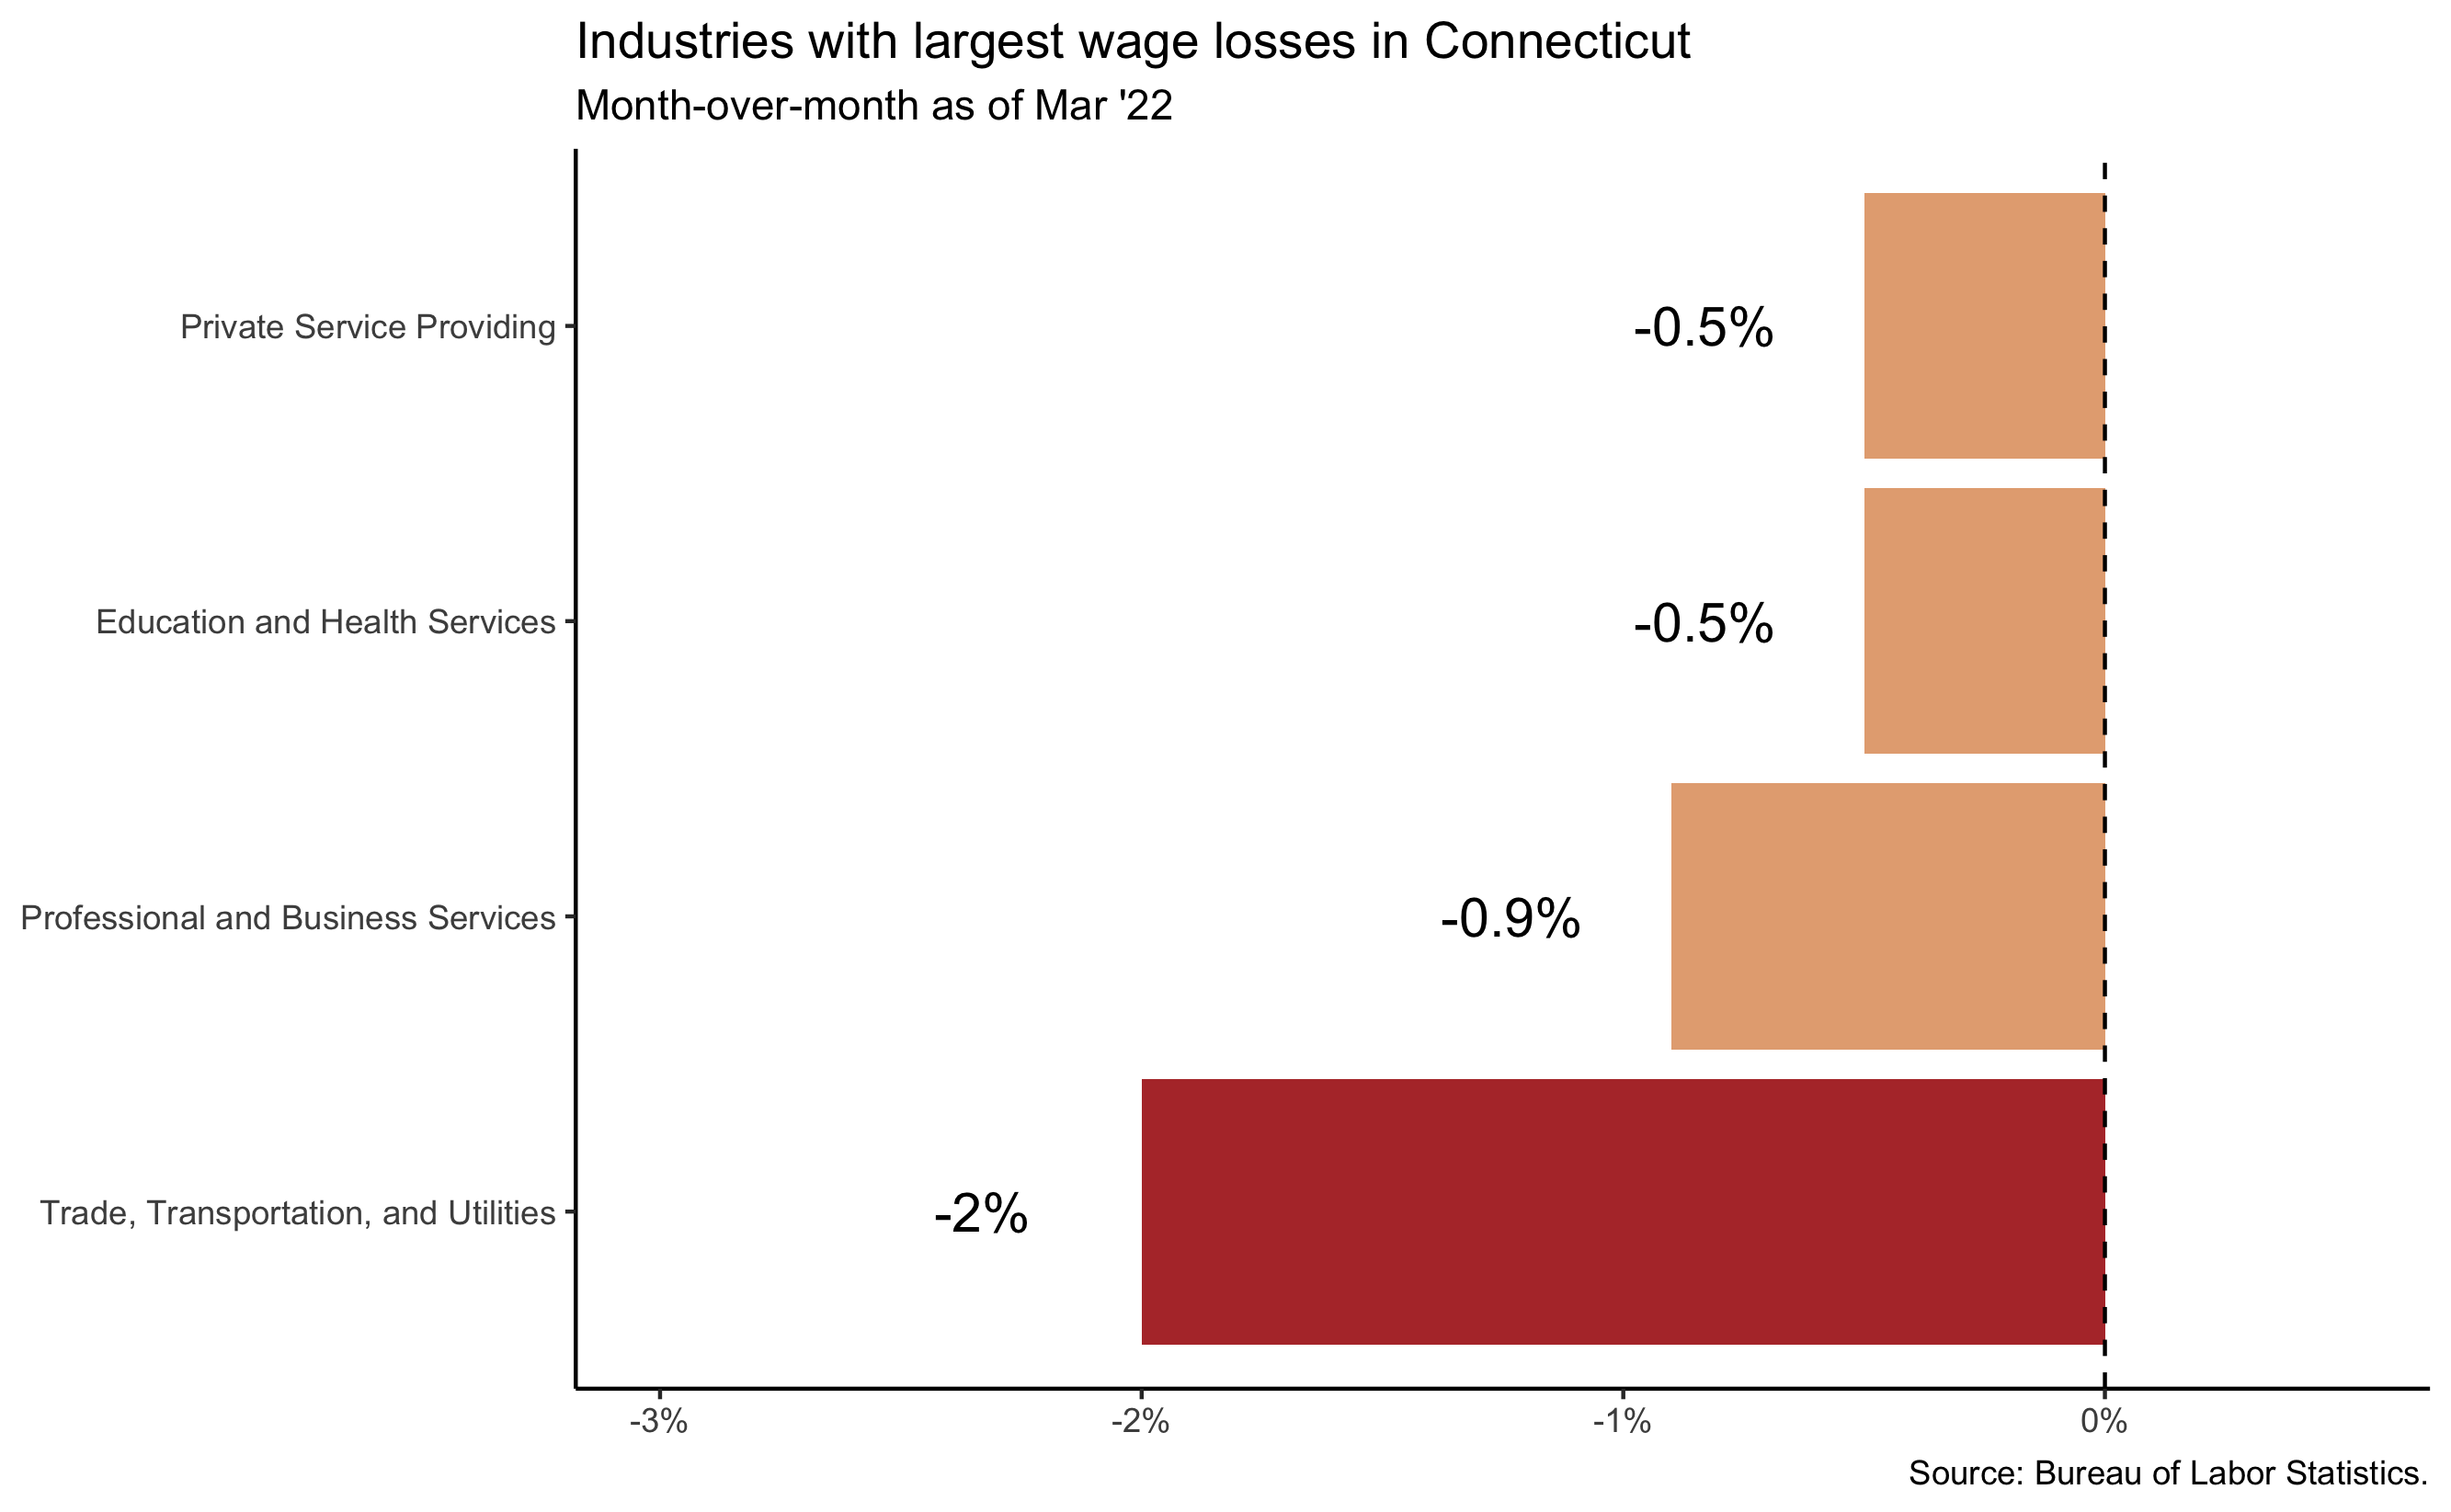 Industries with largest wage losses in Connecticut
Month-over-month as of Mar '22
Private Service Providing
-0.5%
Education and Health Services
-0.5%
Professional and Business Services
-0.9%
Trade, Transportation, and Utilities
-2%
-3%
-2%
-1%
0%
Source: Bureau of Labor Statistics.